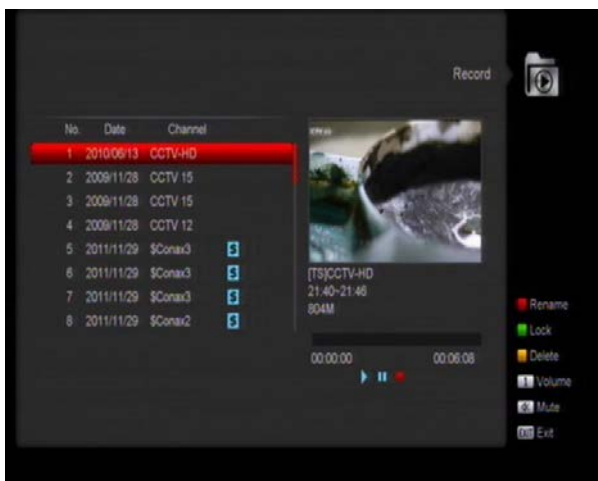 Record
No. Date Channel
1 2010/06/13 CCTV-HD
2 2009/11/28 CCTV 15
3 2009/11/28 CCTV 15
4 2009/11/28 CCTV 12
5 2011/11/29 $Conax3 $
6 2011/11/29 $Conax3 $
7 2011/11/29 $Conax3 $
8 2011/11/29 $Conax2 $
[TS]CCTV-HD
21:40~21:46
804M
00:00:00 00:06:08
Rename
Lock
Delete
Volume
Mute
EXIT Exit